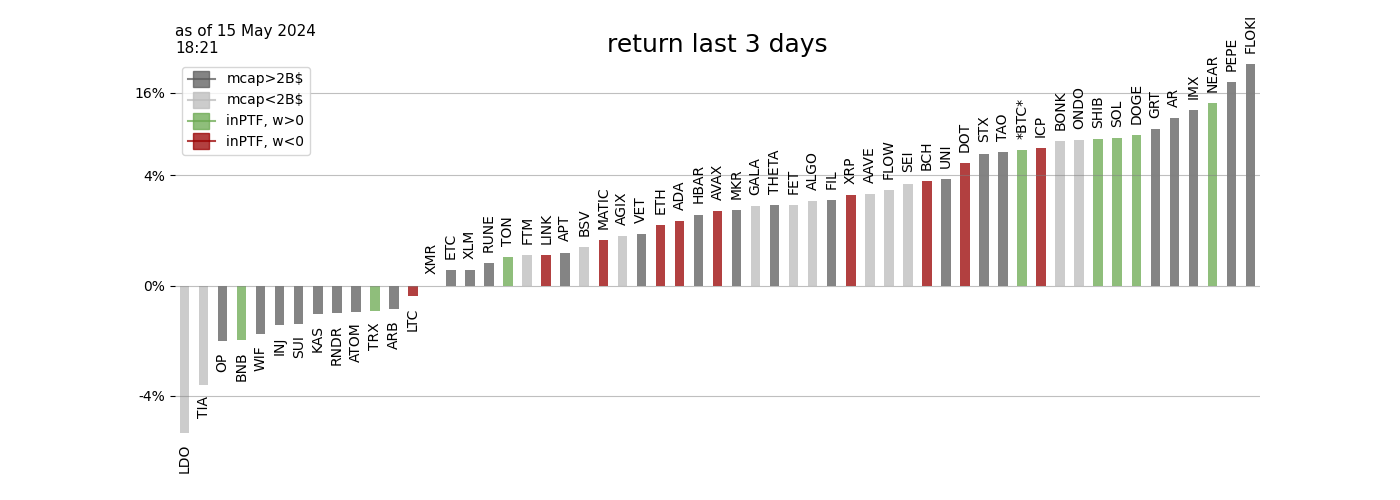 as of 15 May 2024
18:21
return last 3 days
mcap>2B$
mcap<2B$
inPTF, w>0
inPTF, w<0
16%
4%
0%
-4%
LDO
TIA
OP
BNB
WIF
INJ
SUI
KAS
RNDR
ATOM
TRX
ARB
LTC
XMR
ETC
XLM
RUNE
TON
FTM
LINK
APT
BSV
MATIC
AGIX
VET
ETH
ADA
HBAR
AVAX
MKR
GALA
THETA
FET
ALGO
FIL
XRP
AAVE
FLOW
SEI
BCH
UNI
DOT
STX
TAO
*BTC*
ICP
BONK
ONDO
SHIB
SOL
DOGE
GRT
AR
IMX
NEAR
PEPE
FLOKI